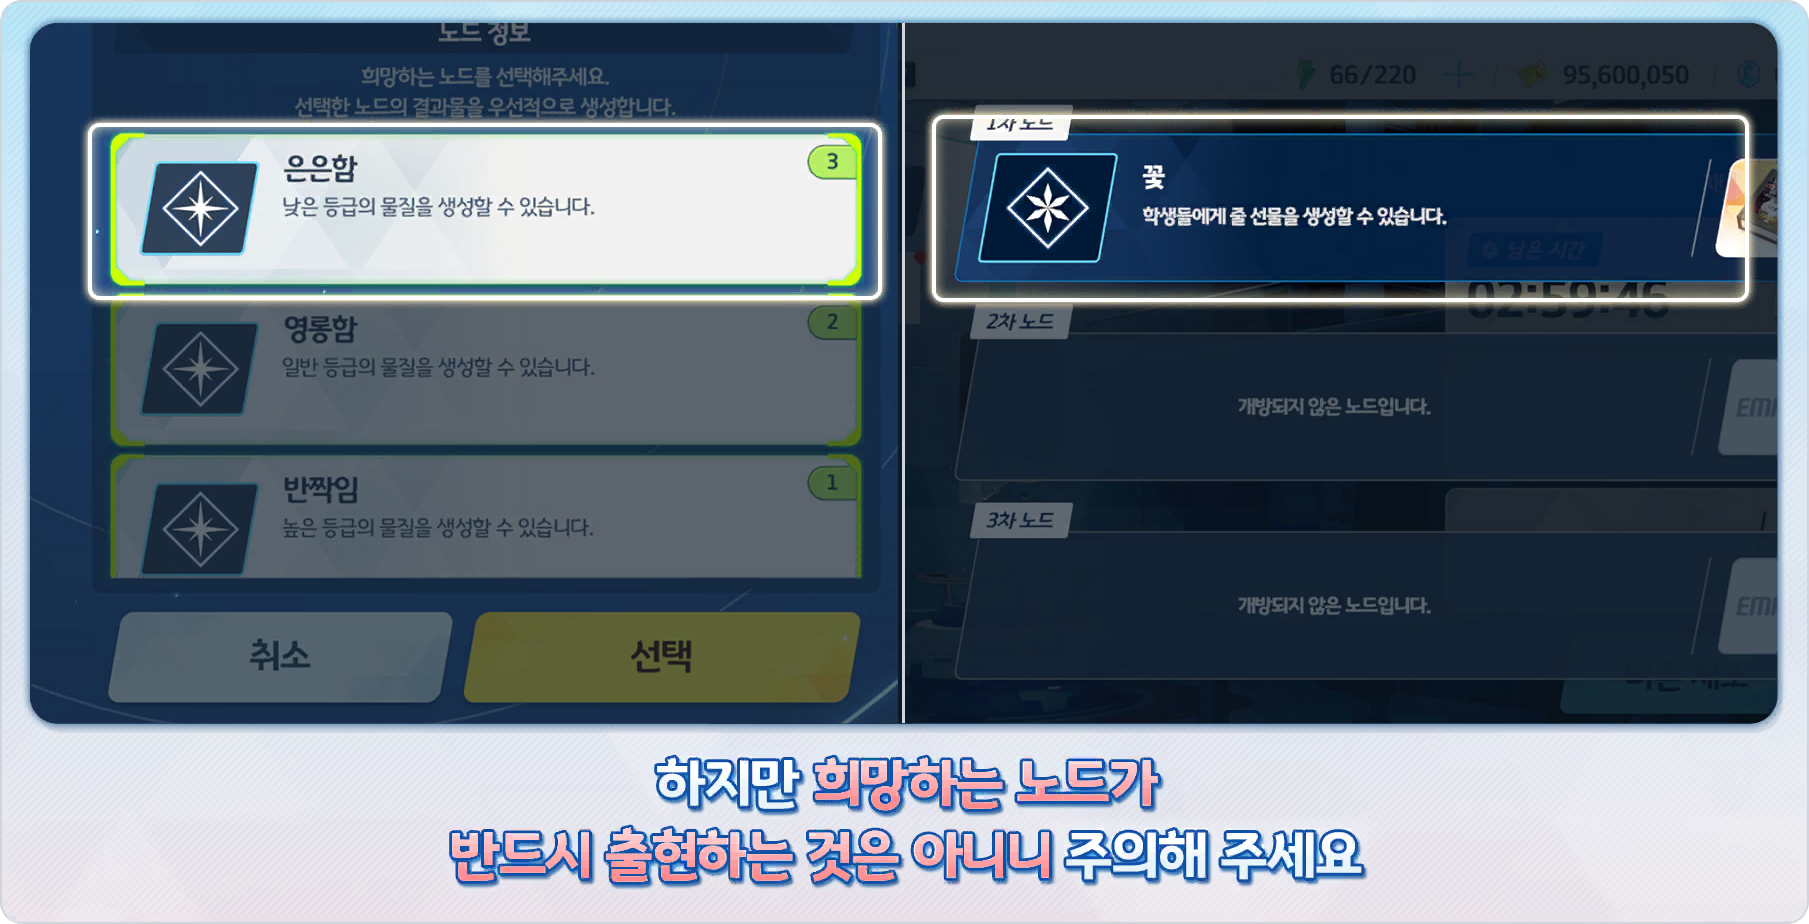 노드 정보
희망하는 노드를 선택해주세요.
선택한 노드의 결과물을 우선적으로 생성합니다.
은은함
3
낮은 등급의 물질을 생성할 수 있습니다.
영롱함
2
일반 등급의 물질을 생성할 수 있습니다.
반짝임
1
높은 등급의 물질을 생성할 수 있습니다.
취소
선택
66/220
95,600,050
1차 노드
꽃
학생들에게 줄 선물을 생성할 수 있습니다.
남은 시간
02:59:46
2차 노드
개방되지 않은 노드입니다.
3차 노드
개방되지 않은 노드입니다.
하지만 희망하는 노드가
반드시 출현하는 것은 아니니 주의해 주세요